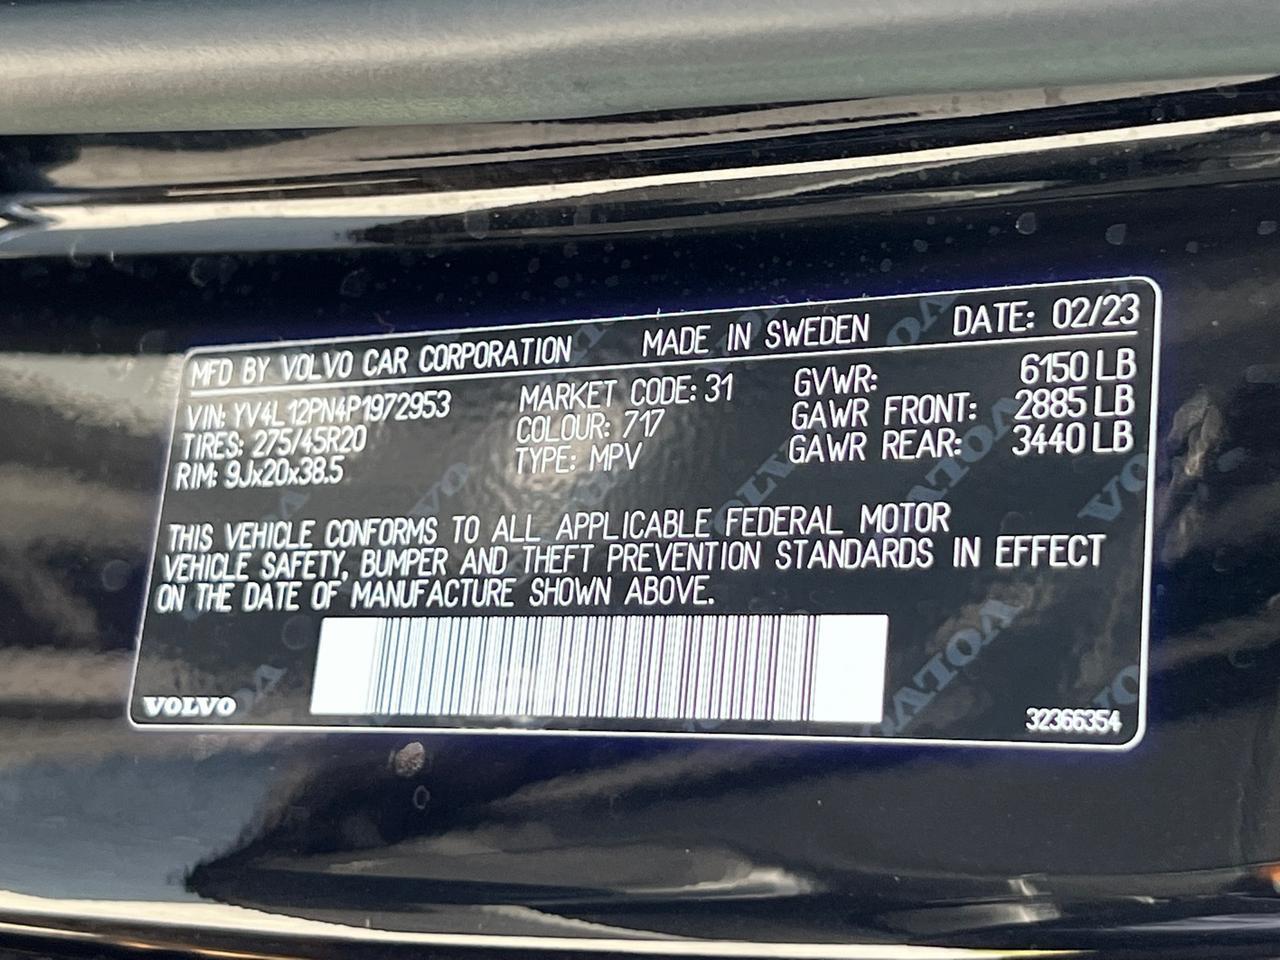 MFD BY VOLVO CAR CORPORATION MADE IN SWEDEN DATE: 02/23
VIN: YV4L12PN4P1972953 MARKET CODE: 31 GVWR: 6150 LB
TIRES: 275/45R20 COLOUR: 717 GAWR FRONT: 2885 LB
RIM: 9Jx20x38.5 TYPE: MPV GAWR REAR: 3440 LB
THIS VEHICLE CONFORMS TO ALL APPLICABLE FEDERAL MOTOR
VEHICLE SAFETY, BUMPER AND THEFT PREVENTION STANDARDS IN EFFECT
ON THE DATE OF MANUFACTURE SHOWN ABOVE.
VOLVO 32366354